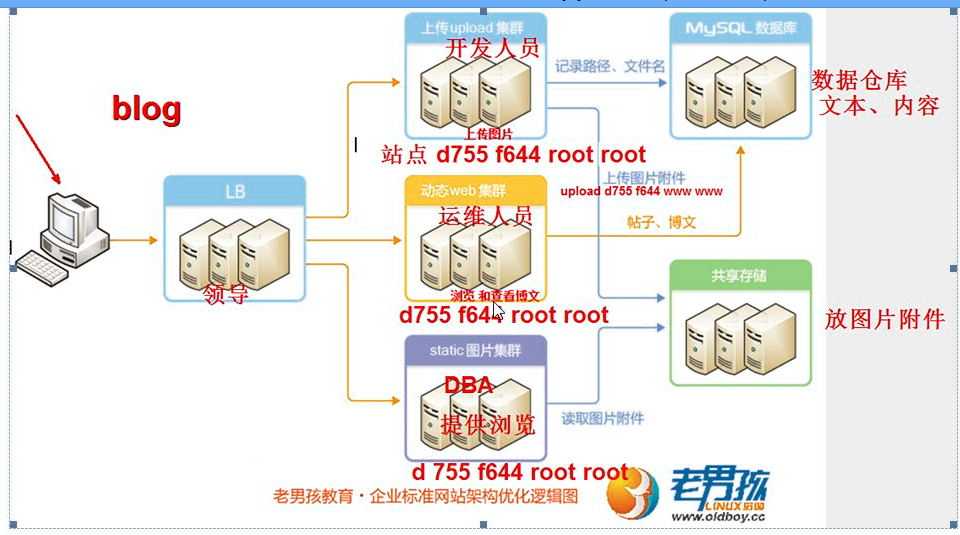 上传upload 集群
开发人员
上传图片
站点 d755 f644 root root
记录路径、文件名
MySQL 数据库
数据仓库
文本、内容
blog
LB
领导
上传图片附件
upload d755 f644 www www
动态web 集群
运维人员
浏览 和查看博文
d755 f644 root root
帖子、博文
共享存储
放图片附件
static 图片集群
DBA
提供浏览
d 755 f644 root root
读取图片附件
老男孩教育·企业标准网站架构优化逻辑图
老男孩
LINUX培训
www.oldboy.cc